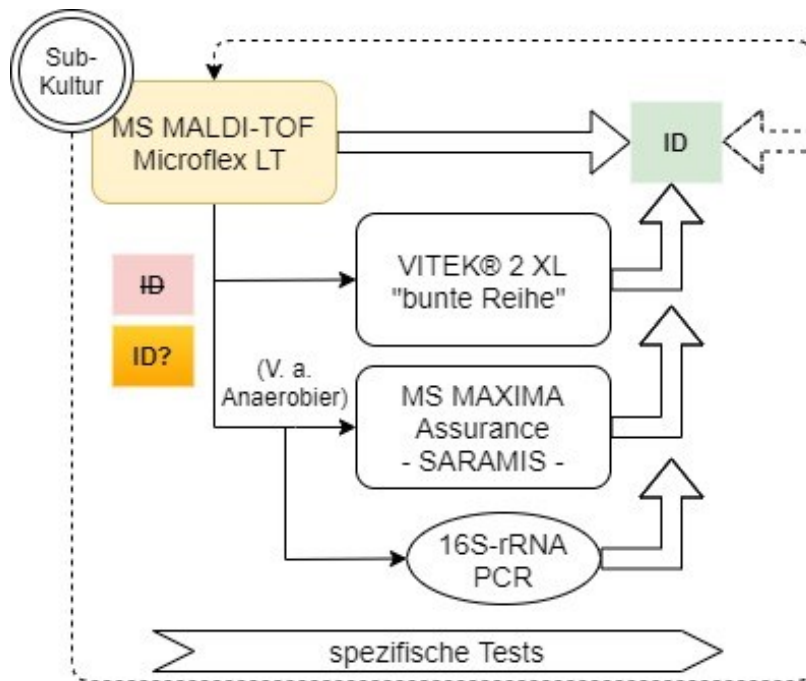 Sub-
Kultur
MS MALDI-TOF
Microflex LT
ID
VITEK® 2 XL
"bunte Reihe"
ID
ID?
(V. a.
Anaerobier)
MS MAXIMA
Assurance
- SARAMIS -
16S-rRNA
PCR
spezifische Tests